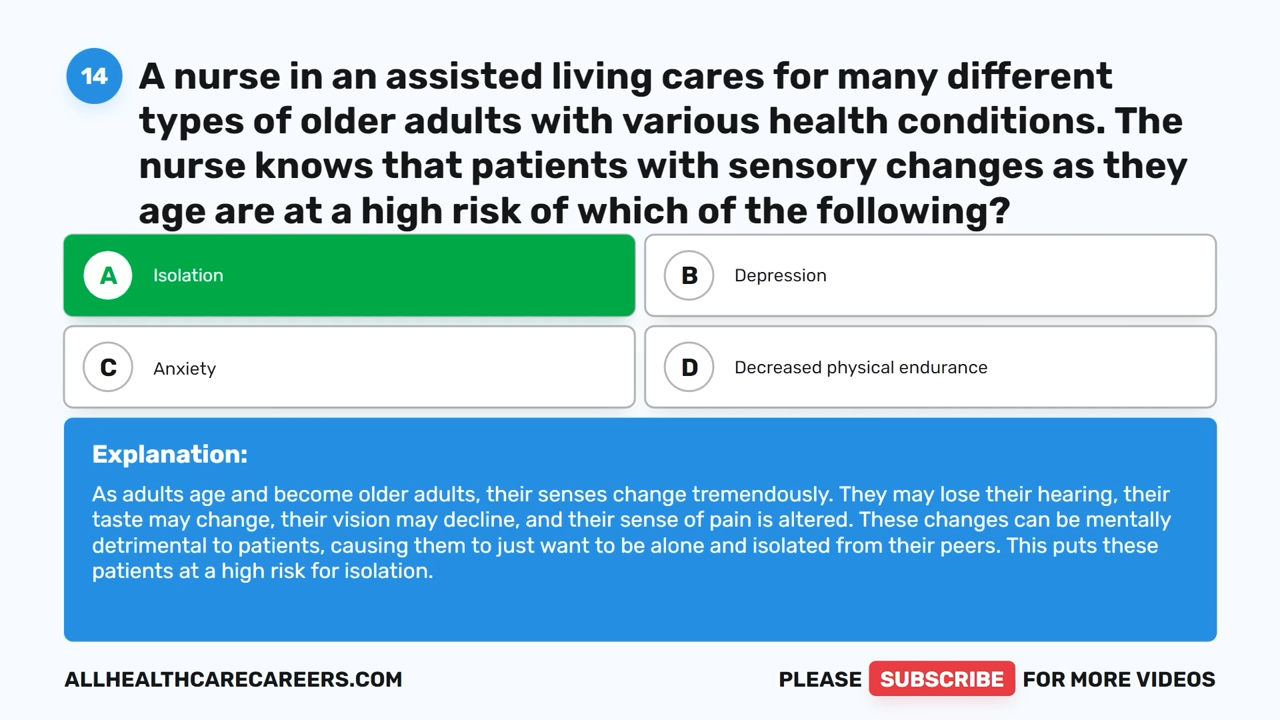 14
A nurse in an assisted living cares for many different
types of older adults with various health conditions. The
nurse knows that patients with sensory changes as they
age are at a high risk of which of the following?
A Isolation
B Depression
C Anxiety
D Decreased physical endurance
Explanation:
As adults age and become older adults, their senses change tremendously. They may lose their hearing, their
taste may change, their vision may decline, and their sense of pain is altered. These changes can be mentally
detrimental to patients, causing them to just want to be alone and isolated from their peers. This puts these
patients at a high risk for isolation.
ALLHEALTHCARECAREERS.COM
PLEASE SUBSCRIBE FOR MORE VIDEOS